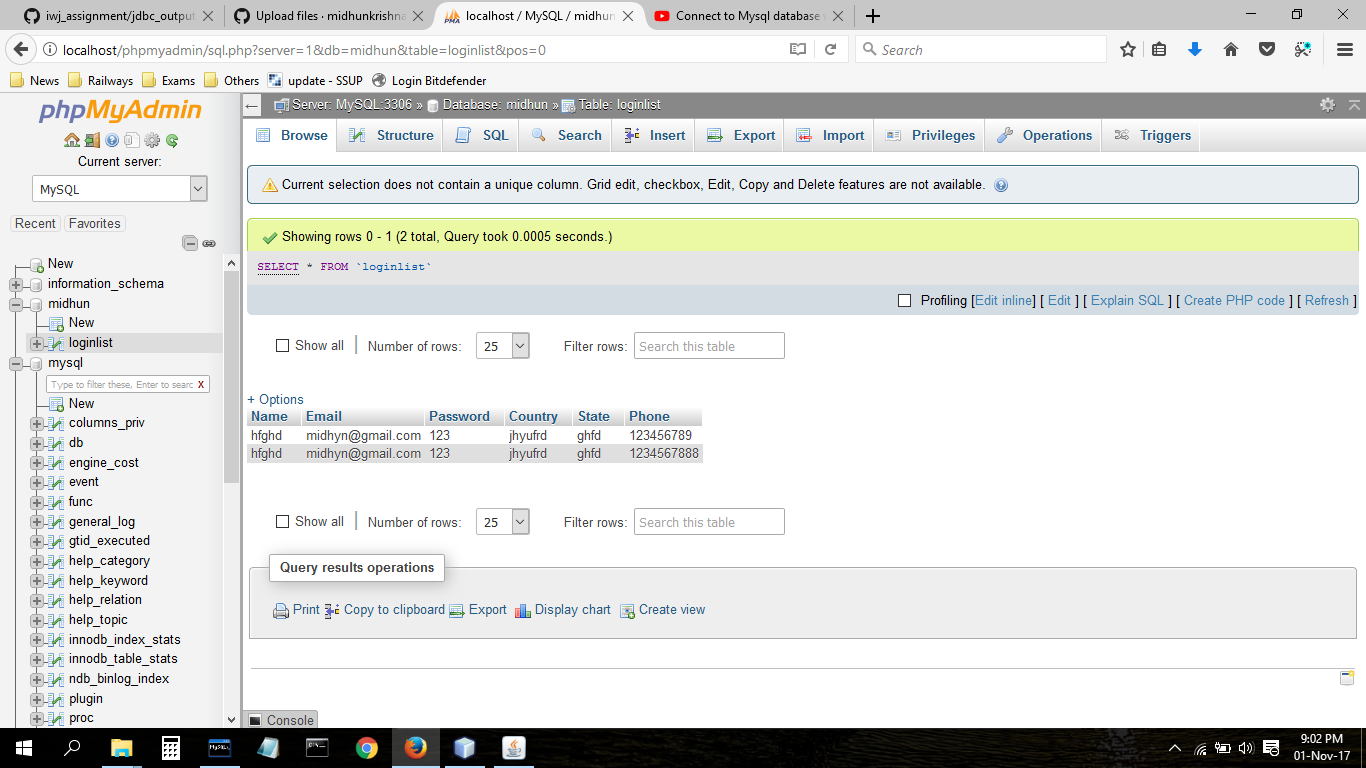 iwj_assignment/jdbc_output
Upload files · midhunkrishna
localhost / MySQL / midhun
Connect to Mysql database
localhost/phpmyadmin/sql.php?server=1&db=midhun&table=loginlist&pos=0
Search
News Railways Exams Others update - SSUP Login Bitdefender
phpMyAdmin
Current server:
MySQL
Recent Favorites
New
information_schema
midhun
New
loginlist
mysql
Type to filter these, Enter to searc X
New
columns_priv
db
engine_cost
event
func
general_log
gtid_executed
help_category
help_keyword
help_relation
help_topic
innodb_index_stats
innodb_table_stats
ndb_binlog_index
plugin
proc
Server: MySQL:3306 » Database: midhun » Table: loginlist
Browse Structure SQL Search Insert Export Import Privileges Operations Triggers
Current selection does not contain a unique column. Grid edit, checkbox, Edit, Copy and Delete features are not available.
Showing rows 0 - 1 (2 total, Query took 0.0005 seconds.)
SELECT * FROM `loginlist`
Profiling [Edit inline] [ Edit ] [ Explain SQL ] [ Create PHP code ] [ Refresh ]
Show all | Number of rows: 25 Filter rows: Search this table
+ Options
Name Email Password Country State Phone
hfghd midhyn@gmail.com 123 jhyufrd ghfd 123456789
hfghd midhyn@gmail.com 123 jhyufrd ghfd 1234567888
Show all | Number of rows: 25 Filter rows: Search this table
Query results operations
Print Copy to clipboard Export Display chart Create view
Console
9:02 PM
01-Nov-17